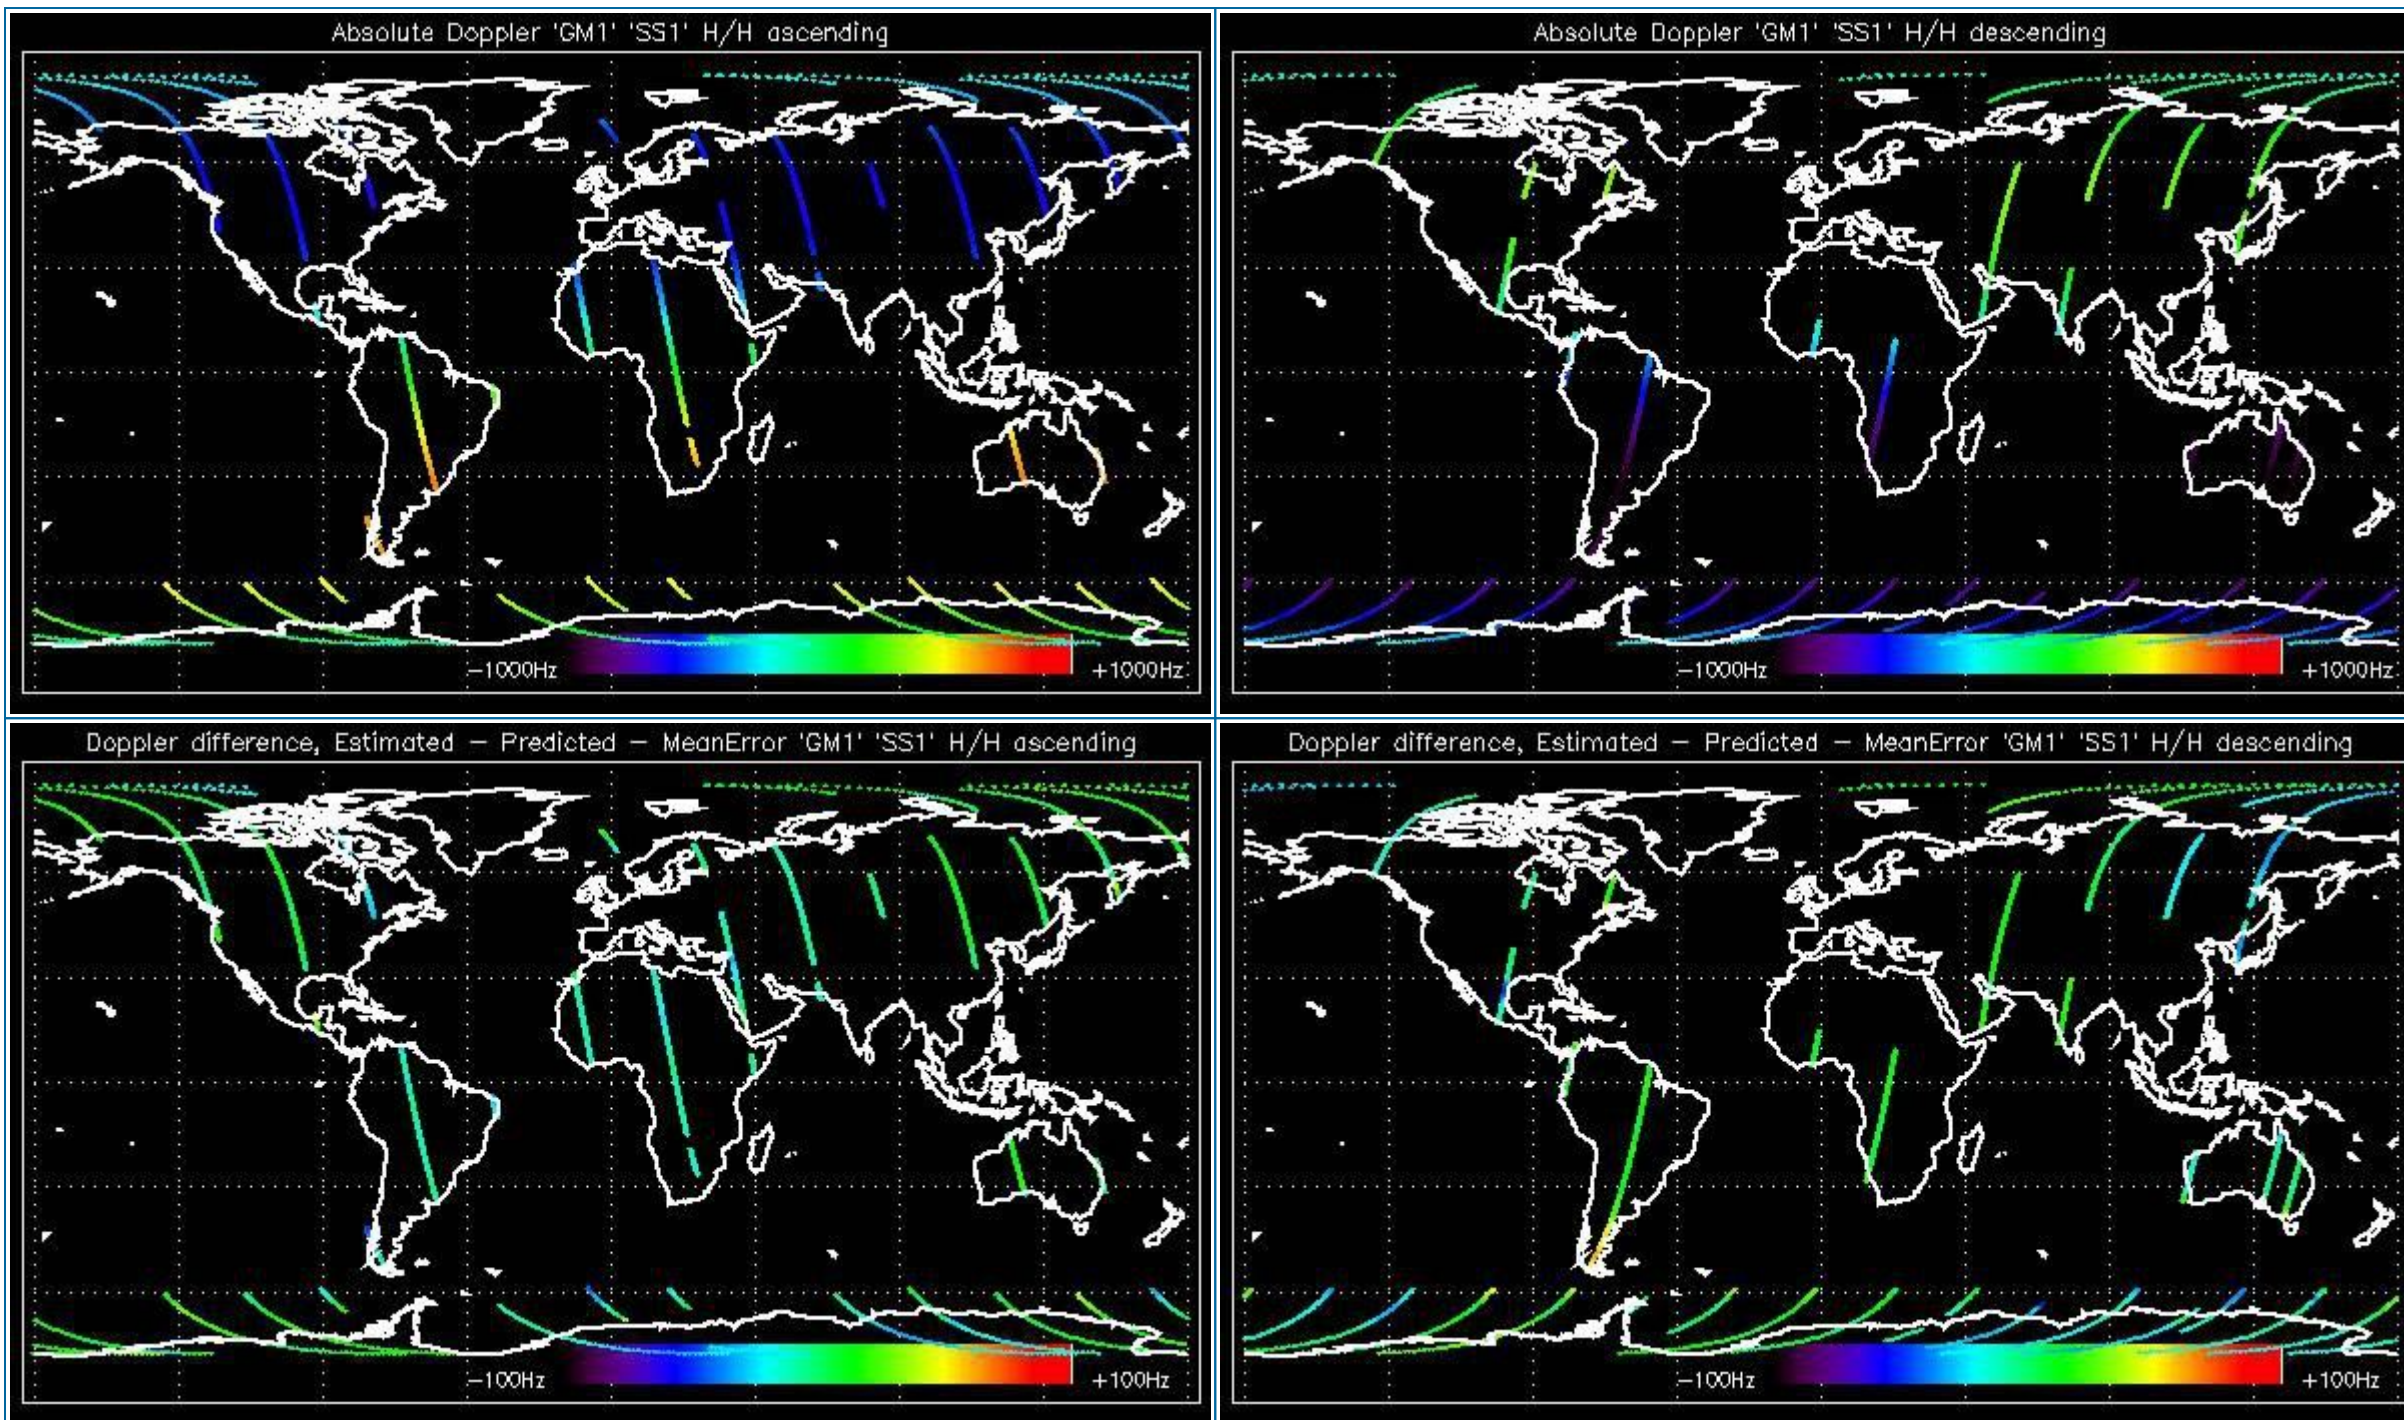 Absolute Doppler 'GM1' 'SS1' H/H ascending
-1000Hz
+1000Hz
Absolute Doppler 'GM1' 'SS1' H/H descending
-1000Hz
+1000Hz
Doppler difference, Estimated - Predicted - MeanError 'GM1' 'SS1' H/H ascending
-100Hz
+100Hz
Doppler difference, Estimated - Predicted - MeanError 'GM1' 'SS1' H/H descending
-100Hz
+100Hz